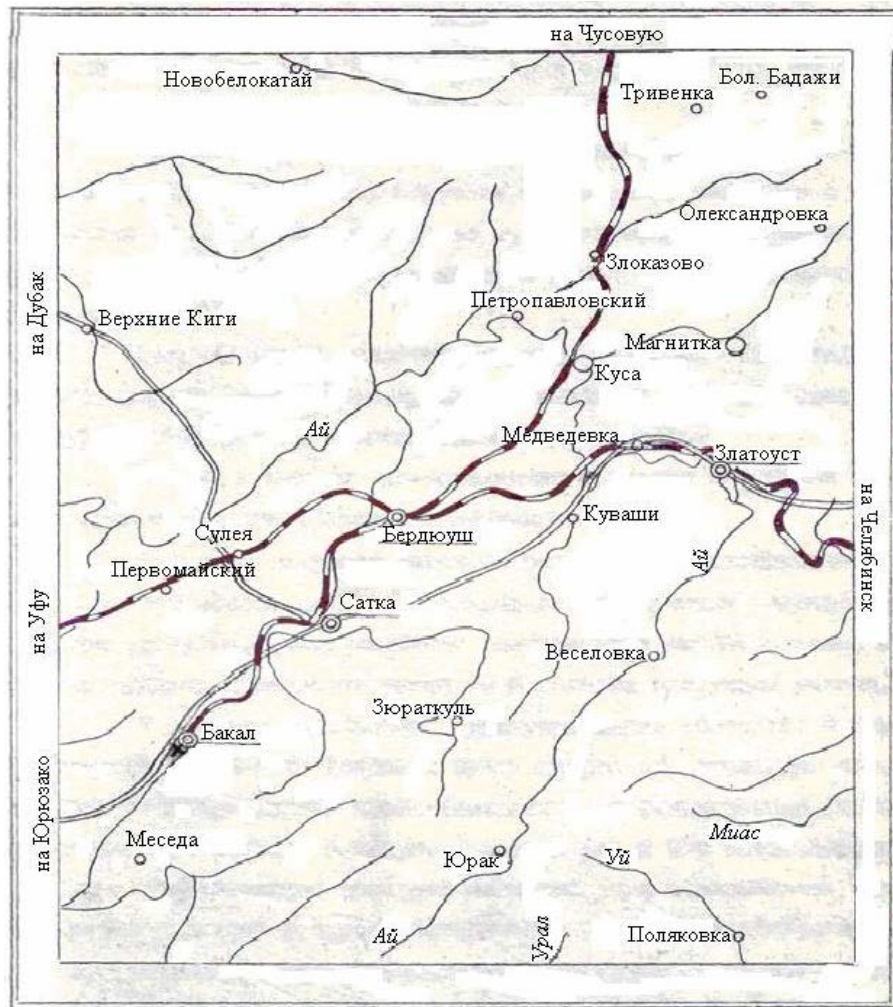 на Чусовую
Новобелокатай
Бол. Бадажи
Тривенка
Олександровка
Злоказово
на Дубак
Петропавловский
Верхние Киги
Магнитка
Куса
Ай
Медведевка
Златоуст
на Челябинск
Куваши
Бердюуш
Сулея
Ай
Первомайский
Сатка
на Уфу
Веселовка
Зюраткуль
Бакал
на Юрюзако
Миас
Меседа
Юрак
Уй
Ай
Урал
Поляковка